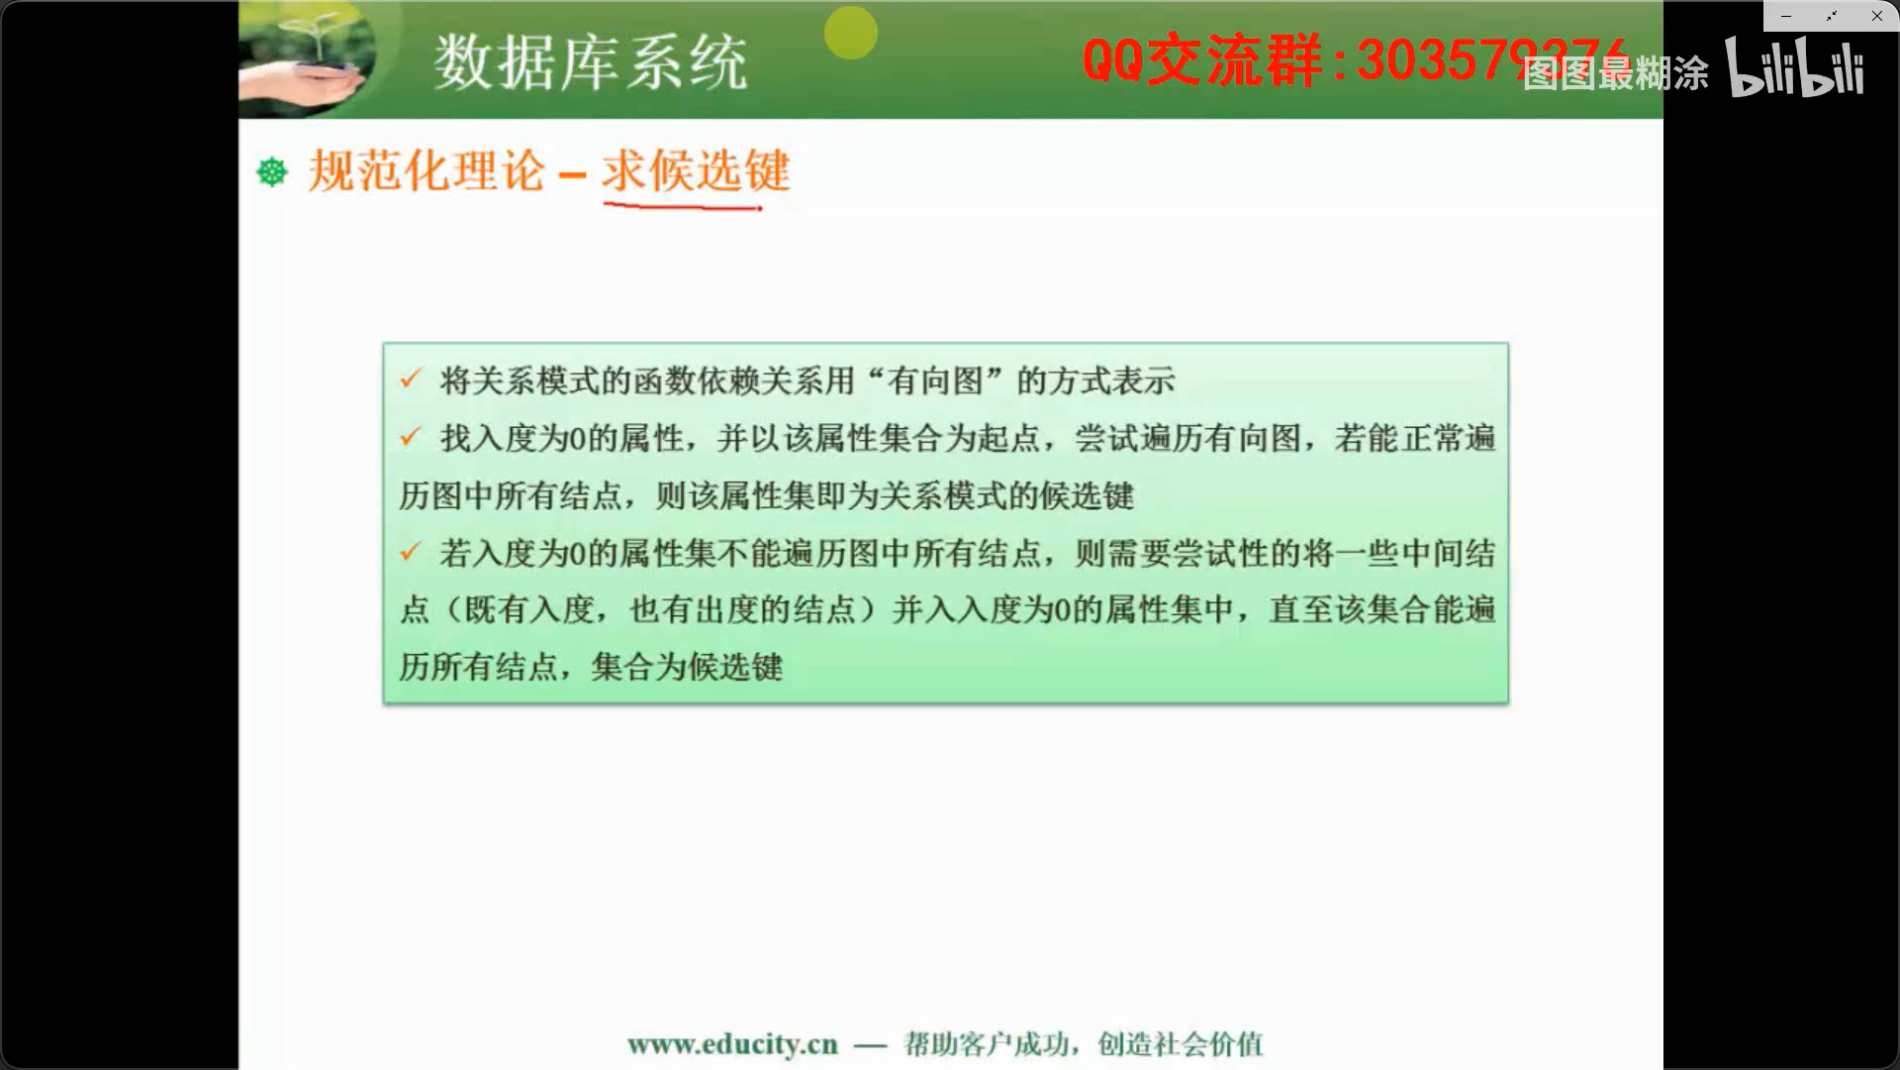 数据库系统
QQ交流群:303579376
图图最糊涂 bilibili
规范化理论 – 求候选键
✓ 将关系模式的函数依赖关系用“有向图”的方式表示
✓ 找入度为0的属性，并以该属性集合为起点，尝试遍历有向图，若能正常遍
历图中所有结点，则该属性集即为关系模式的候选键
✓ 若入度为0的属性集不能遍历图中所有结点，则需要尝试性的将一些中间结
点（既有入度，也有出度的结点）并入入度为0的属性集中，直至该集合能遍
历所有结点，集合为候选键
www.educity.cn — 帮助客户成功，创造社会价值